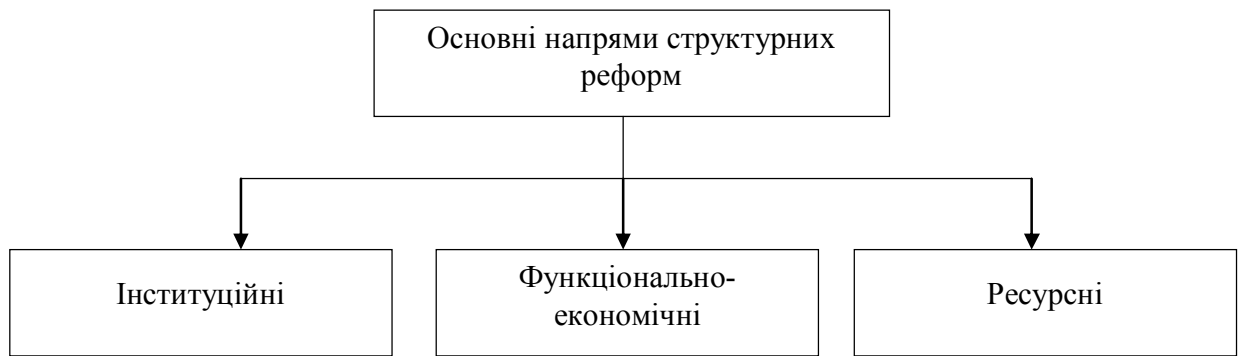 Основні напрями структурних
реформ
Інституційні
Функціонально-
економічні
Ресурсні